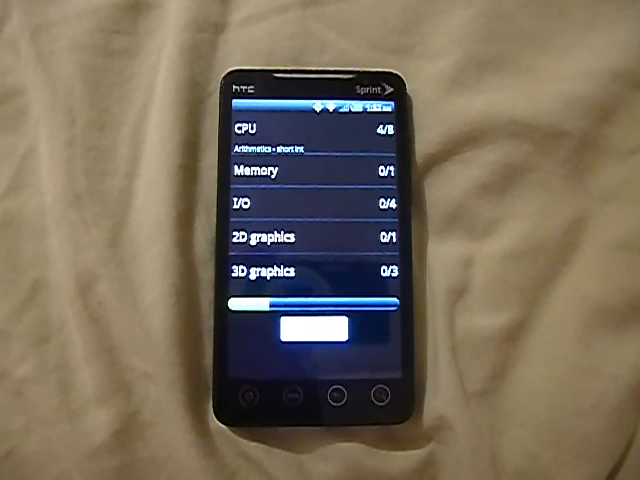 hTC Sprint
CPU 4/8
Arithmetics - short int
Memory 0/1
I/O 0/4
2D graphics 0/1
3D graphics 0/3